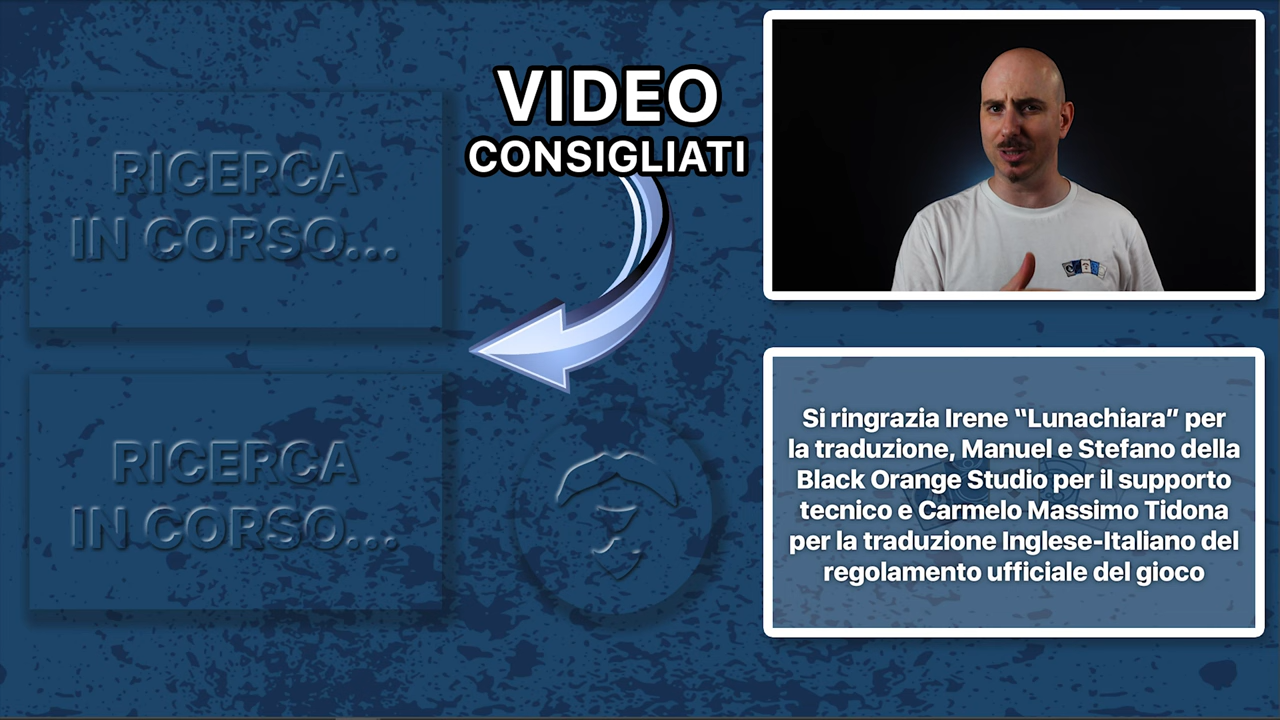 VIDEO
CONSIGLIATI
RICERCA
IN CORSO...
RICERCA
IN CORSO...
Si ringrazia Irene “Lunachiara” per
la traduzione, Manuel e Stefano della
Black Orange Studio per il supporto
tecnico e Carmelo Massimo Tidona
per la traduzione Inglese-Italiano del
regolamento ufficiale del gioco